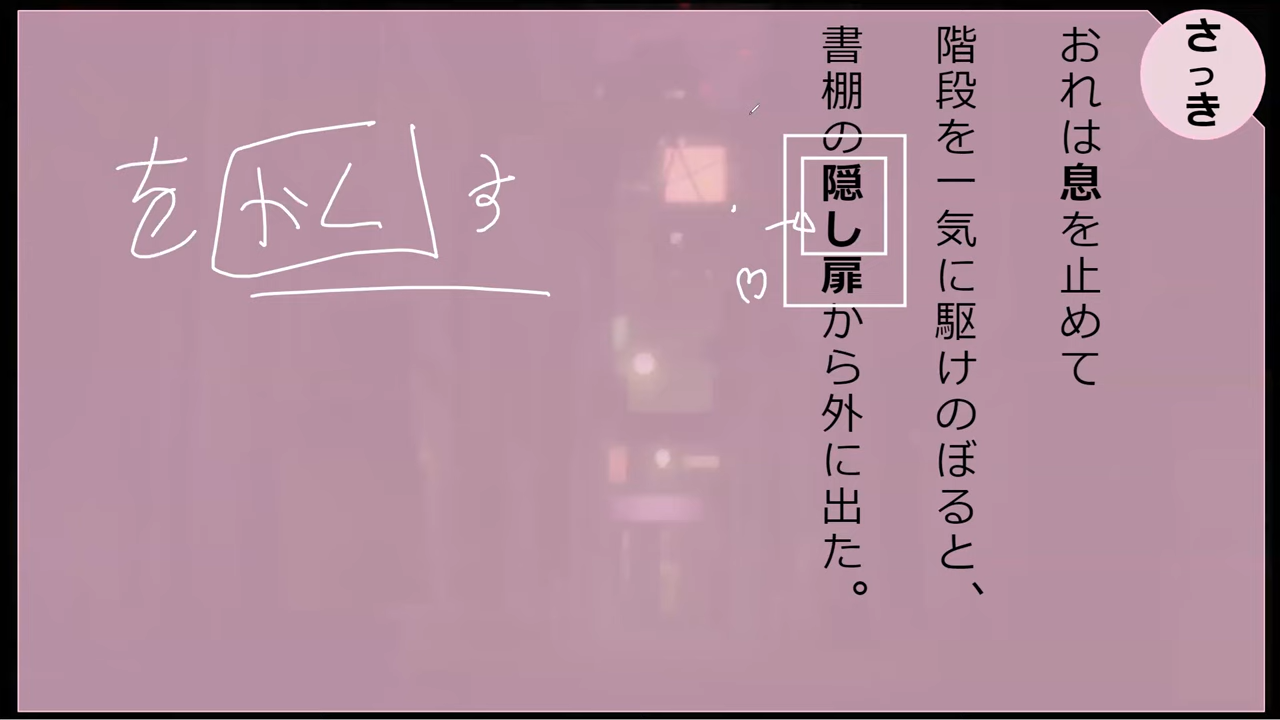 さっき
おれは息を止めて
階段を一気に駆けのぼると、
書棚の隠し扉から外に出た。
をかくす